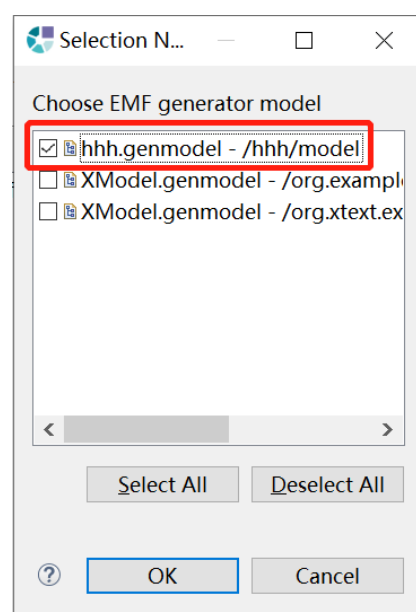 Selection N...
Choose EMF generator model
hhh.genmodel - /hhh/model
XModel.genmodel - /org.exampl
XModel.genmodel - /org.xtext.ex
Select All Deselect All
? OK Cancel